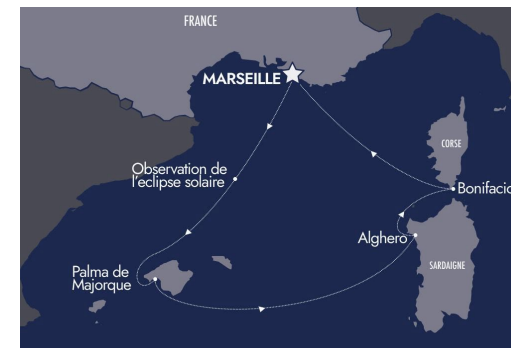 FRANCE
MARSEILLE
CORSE
Observation de
l'eclipse solaire
Bonifacio
Alghero
SARDAIGNE
Palma de
Majorque